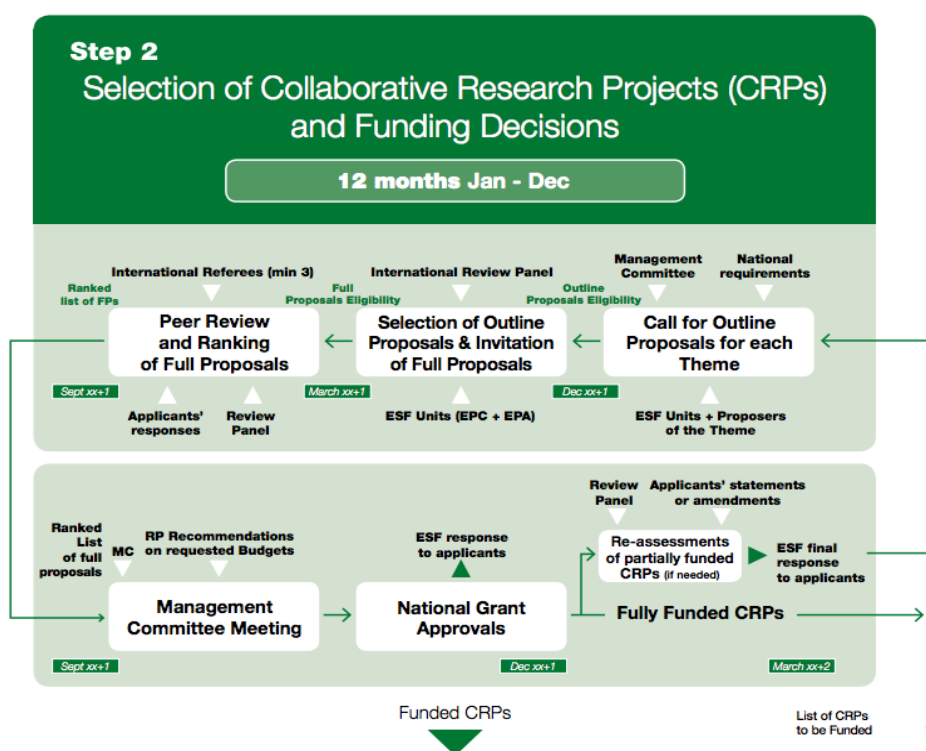 Step 2
Selection of Collaborative Research Projects (CRPs)
and Funding Decisions
12 months Jan - Dec
International Referees (min 3)
International Review Panel
Management
Committee
National
requirements
Ranked
list of FPs
Full
Proposals Eligibility
Outline
Proposals Eligibility
Peer Review
and Ranking
of Full Proposals
Selection of Outline
Proposals & Invitation
of Full Proposals
Call for Outline
Proposals for each
Theme
Sept xx+1
March xx+1
Dec xx+1
Applicants'
responses
Review
Panel
ESF Units (EPC + EPA)
ESF Units + Proposers
of the Theme
Ranked
List
of full
proposals
MC
RP Recommendations
on requested Budgets
ESF response
to applicants
Review
Panel
Applicants' statements
or amendments
Re-assessments
of partially funded
CRPs (if needed)
ESF final
response
to applicants
Management
Committee Meeting
National Grant
Approvals
Fully Funded CRPs
Sept xx+1
Dec xx+1
March xx+2
Funded CRPs
List of CRPs
to be Funded